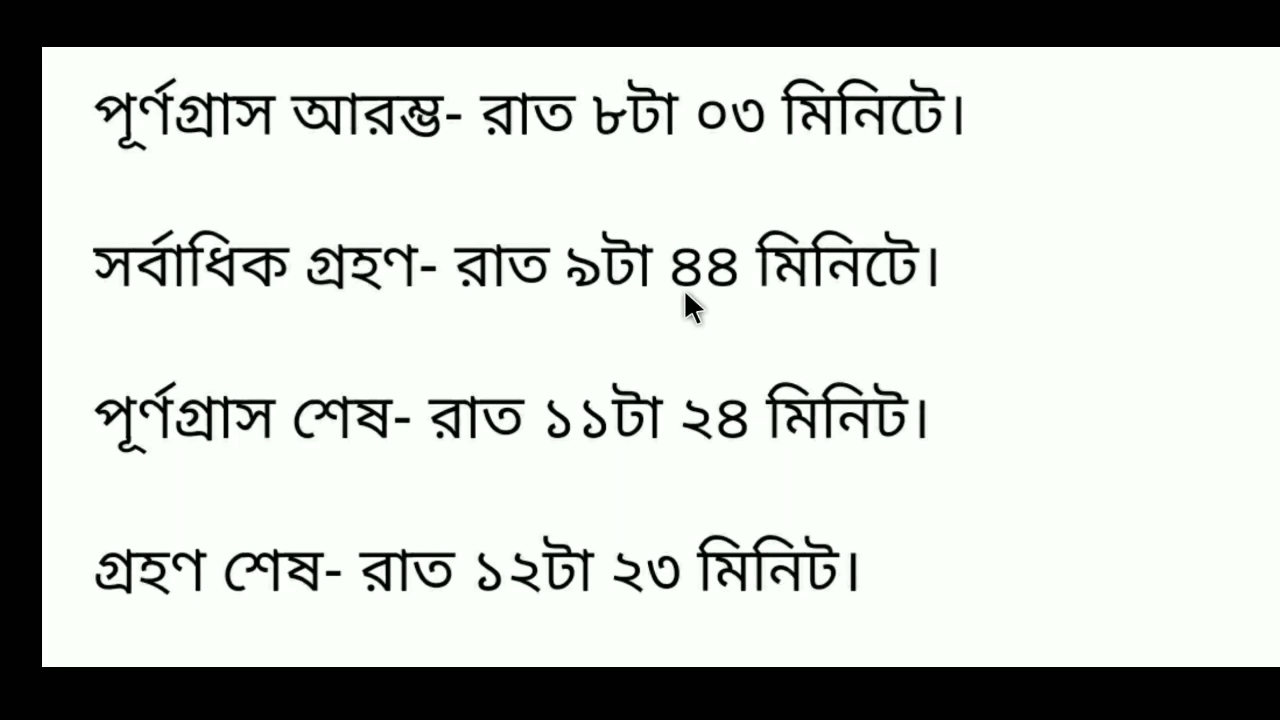 পূর্ণগ্রাস আরম্ভ- রাত ৮টা ০৩ মিনিটে।
সর্বাধিক গ্রহণ- রাত ৯টা ৪৪ মিনিটে।
পূর্ণগ্রাস শেষ- রাত ১১টা ২৪ মিনিট।
গ্রহণ শেষ- রাত ১২টা ২৩ মিনিট।